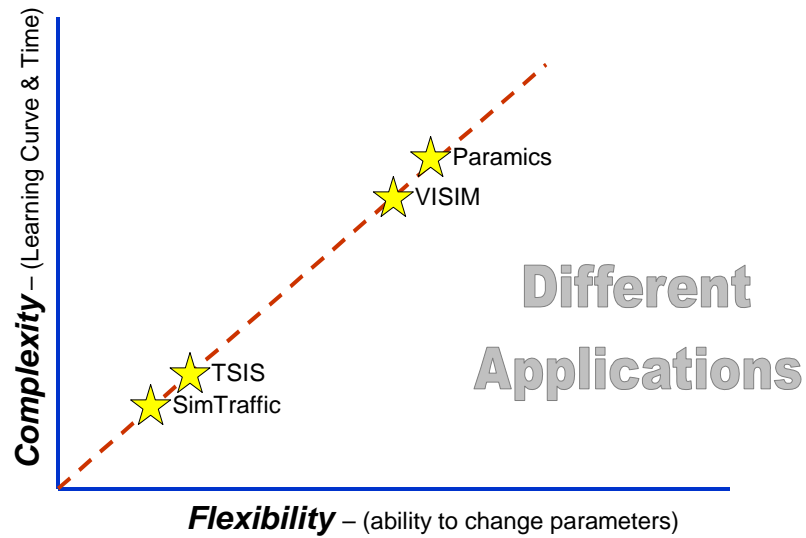 Complexity – (Learning Curve & Time)
Paramics
VISIM
Different
Applications
TSIS
SimTraffic
Flexibility – (ability to change parameters)